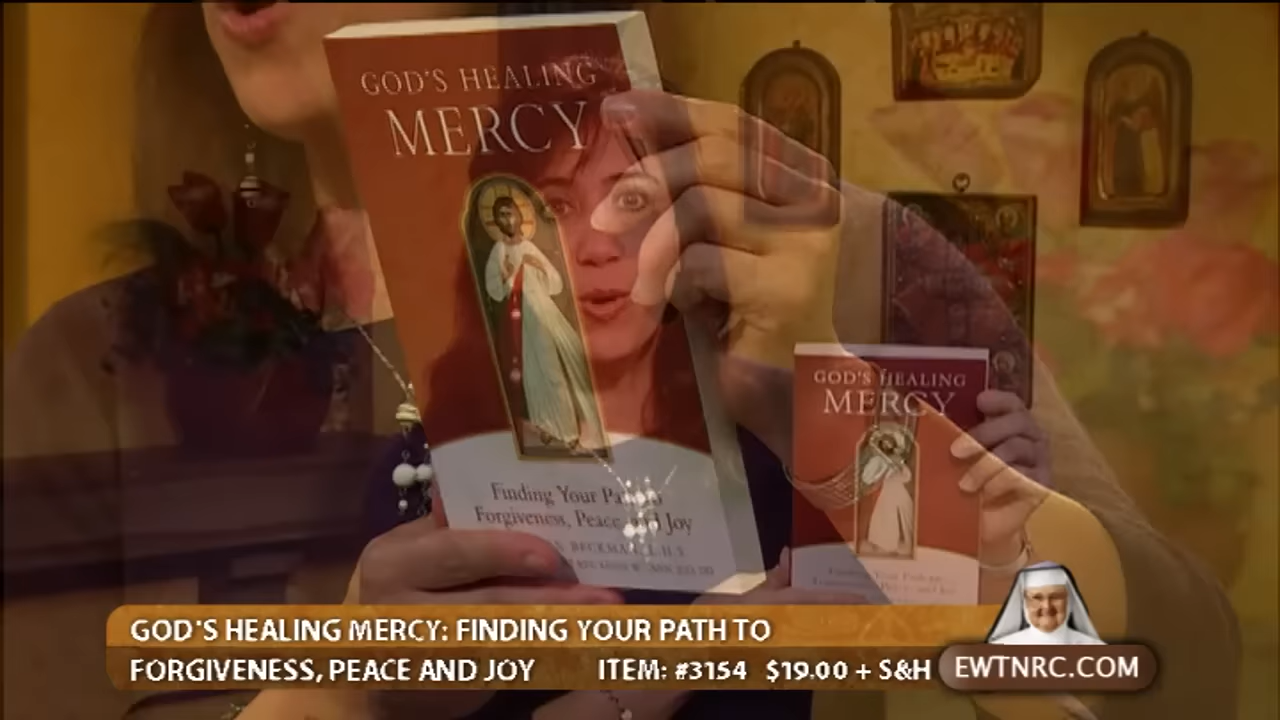 GOD'S HEALING
MERCY
Finding Your Path to
Forgiveness, Peace and Joy
BECKMAN, L.H.S.
GOD'S HEALING
MERCY
GOD'S HEALING MERCY: FINDING YOUR PATH TO
FORGIVENESS, PEACE AND JOY ITEM: #3154 $19.00 + S&H
EWTNRC.COM